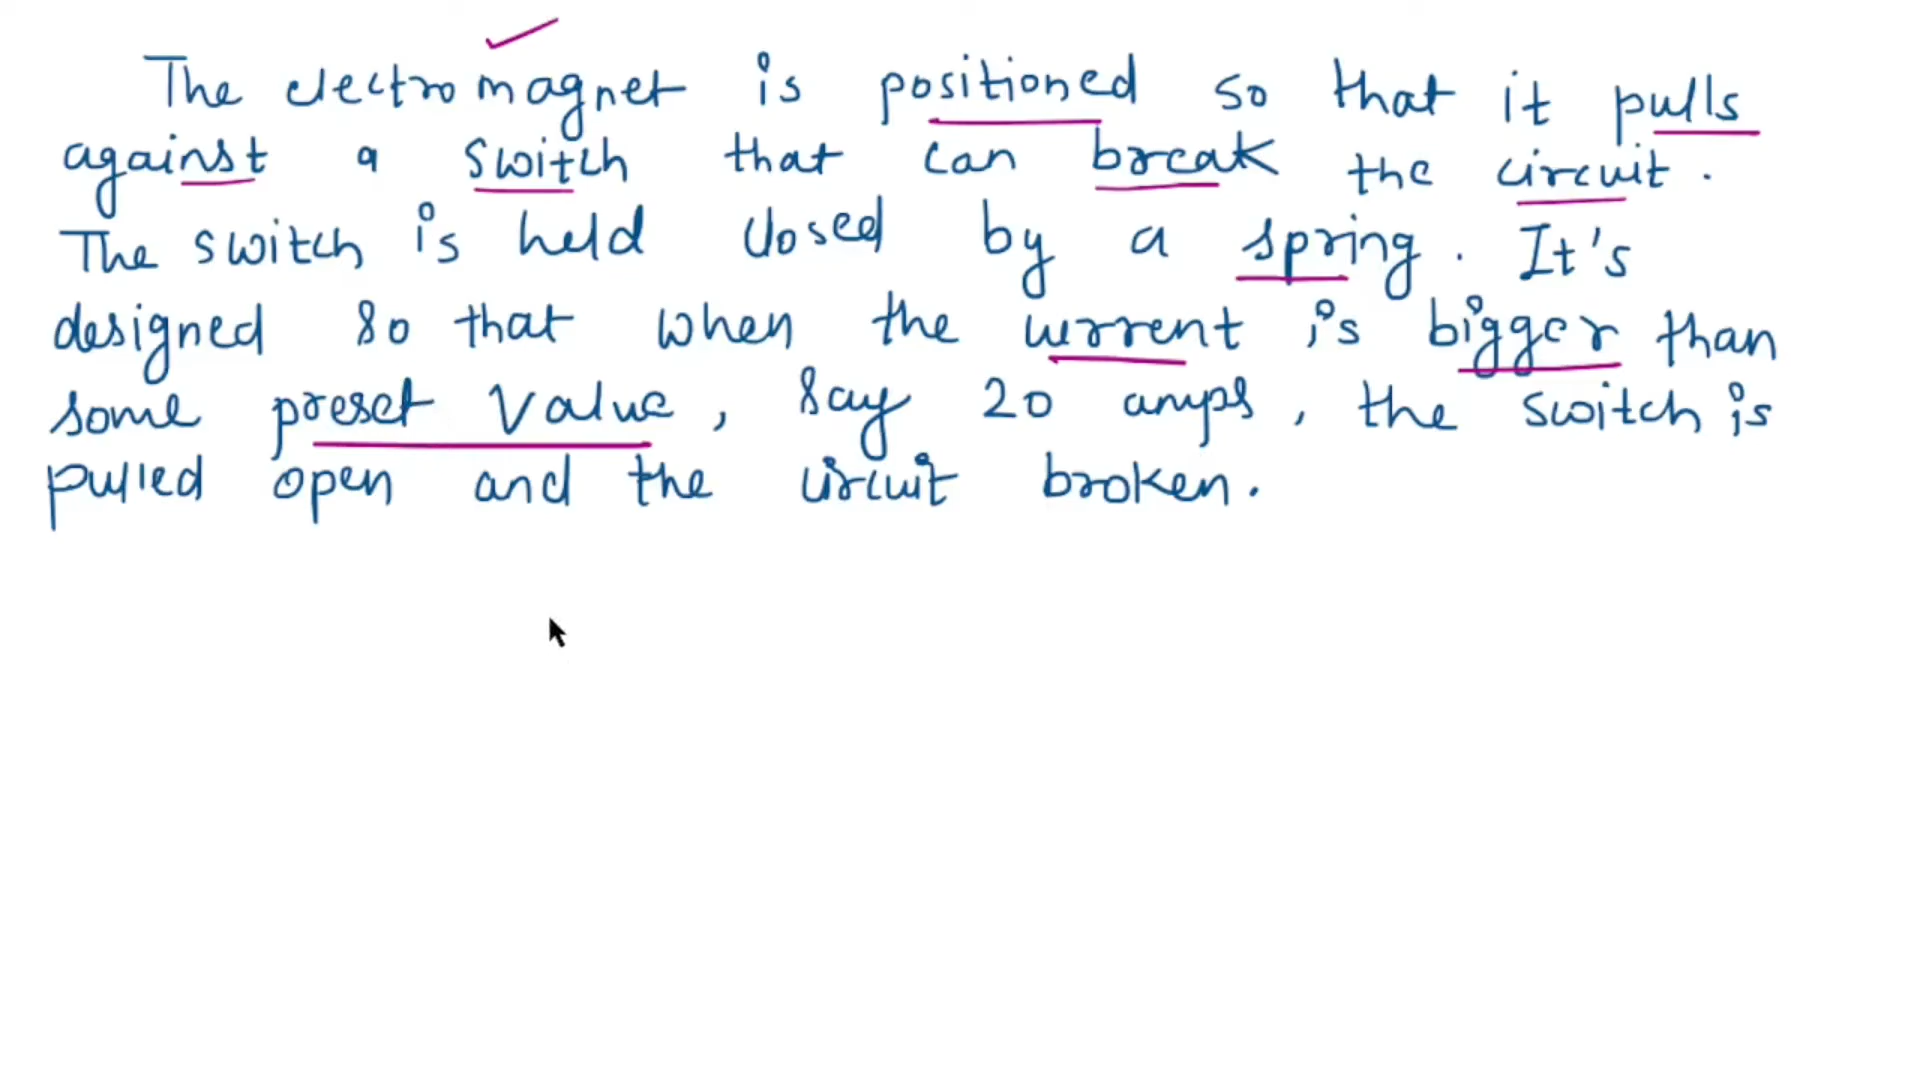 The electromagnet is positioned so that it pulls
against a switch that can break the circuit.
The switch is held closed by a spring. It's
designed so that when the current is bigger than
some preset value, say 20 amps, the switch is
pulled open and the circuit broken.